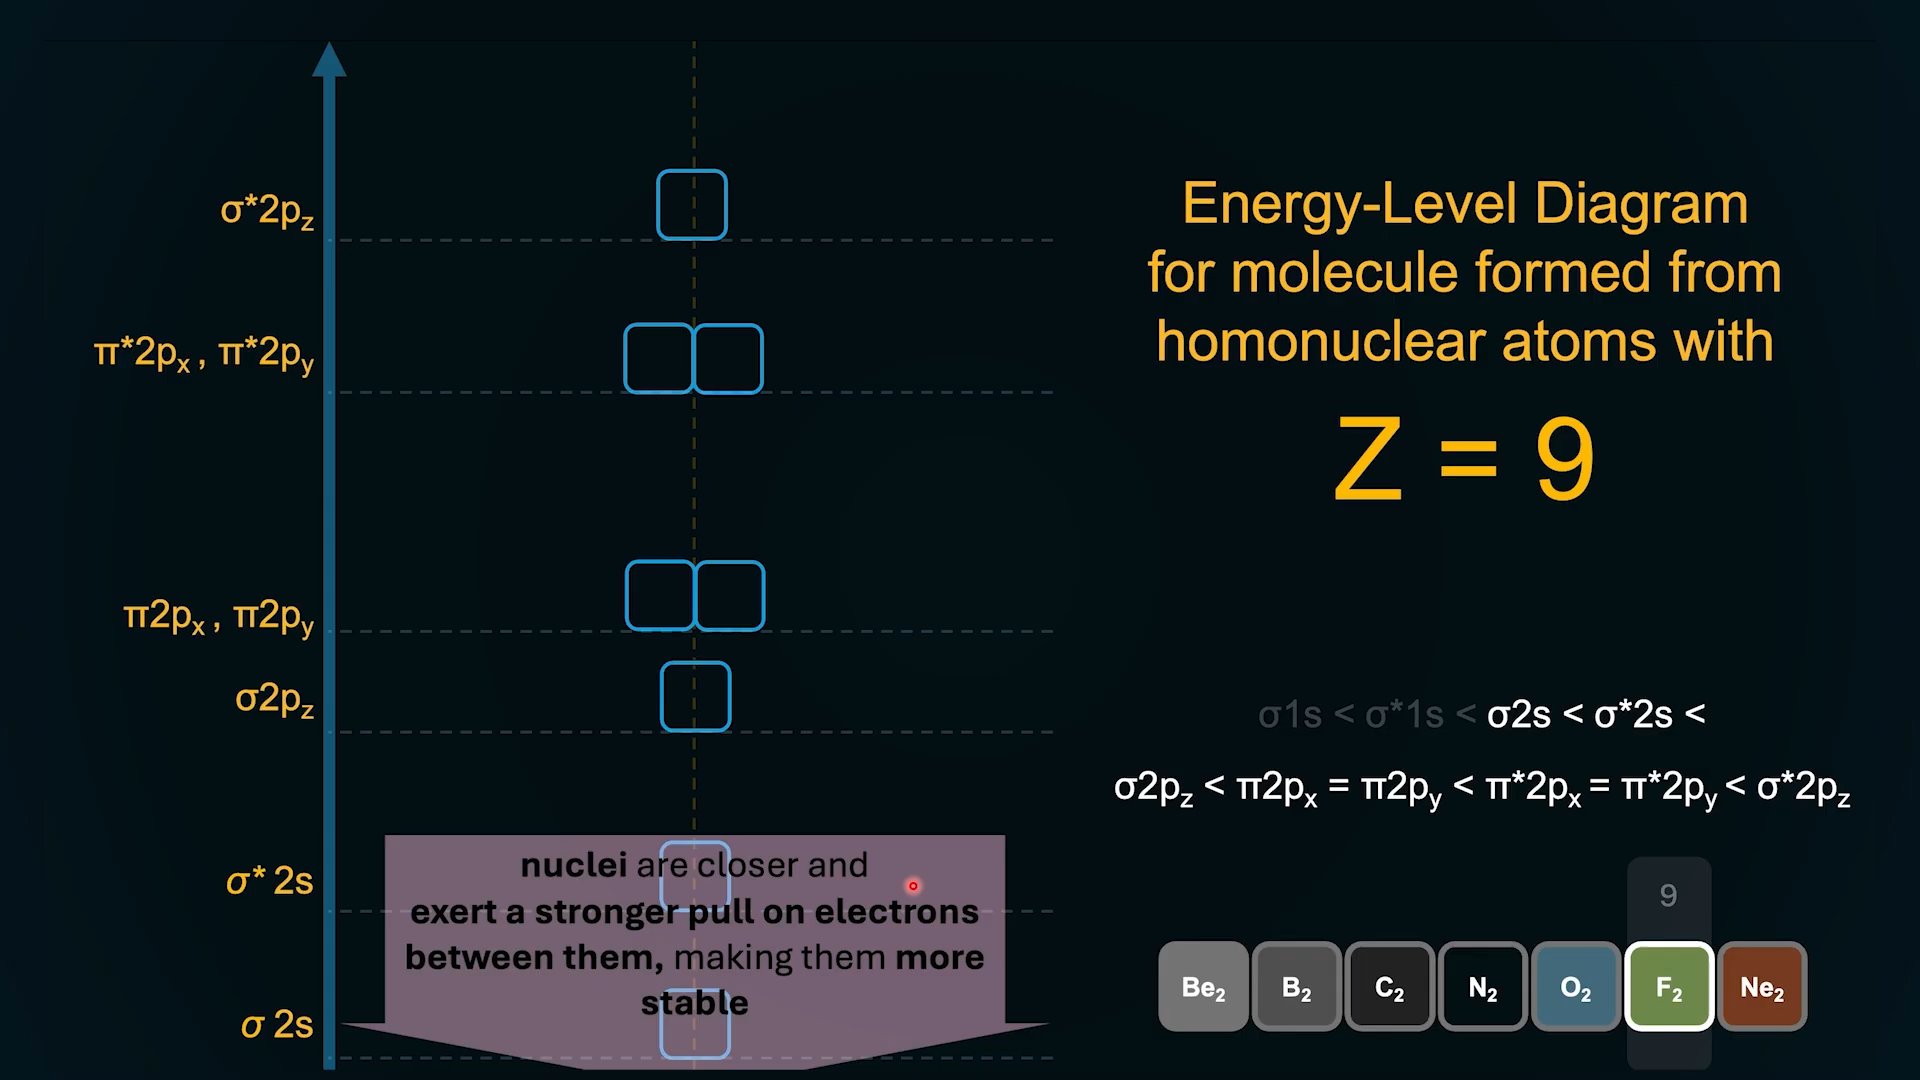 σ*2pz
π*2px , π*2py
π2px , π2py
σ2pz
σ* 2s
σ 2s
nuclei are closer and
exert a stronger pull on electrons
between them, making them more
stable
Energy-Level Diagram
for molecule formed from
homonuclear atoms with
Z = 9
σ1s < σ*1s < σ2s < σ*2s <
σ2pz < π2px = π2py < π*2px = π*2py < σ*2pz
9
Be2 B2 C2 N2 O2 F2 Ne2